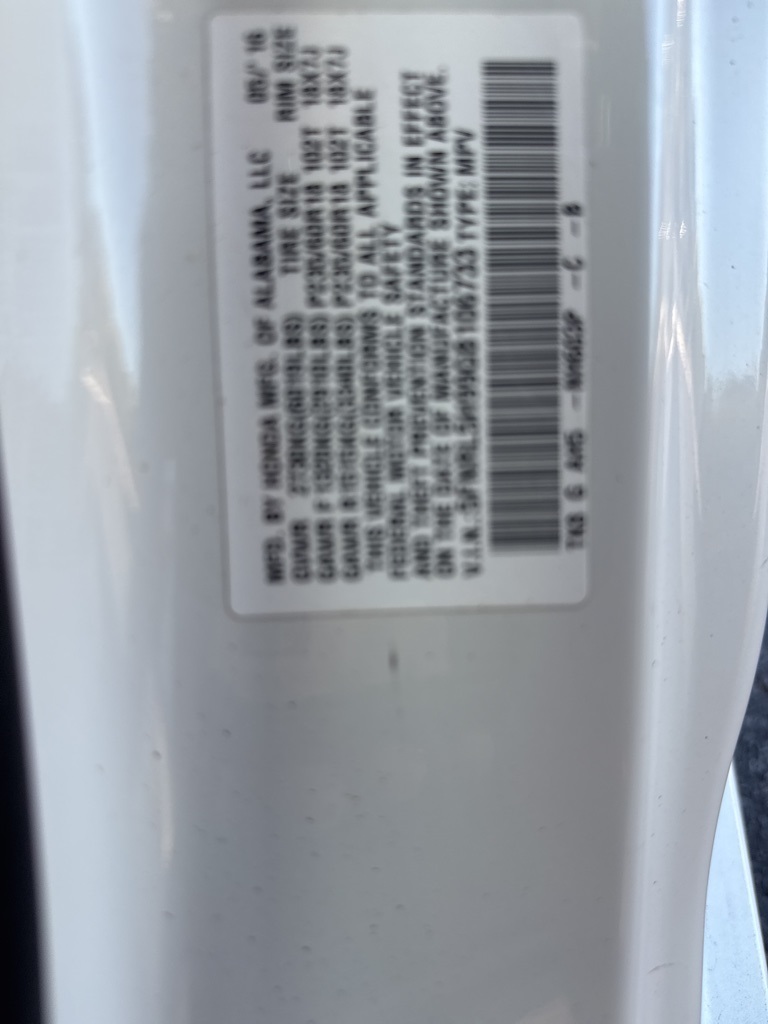 MFD. BY HONDA MFG. OF ALABAMA, LLC 05/'16
GVWR (6019LBS) TIRE SIZE RIM SIZE
GAWR F P235/60R18 102T 18X7J
GAWR R P235/60R18 102T 18X7J
THIS VEHICLE CONFORMS TO ALL APPLICABLE
FEDERAL MOTOR VEHICLE SAFETY
AND THEFT PREVENTION STANDARDS IN EFFECT
ON THE DATE OF MANUFACTURE SHOWN ABOVE.
V.I.N.: TYPE: MPV
-C -B